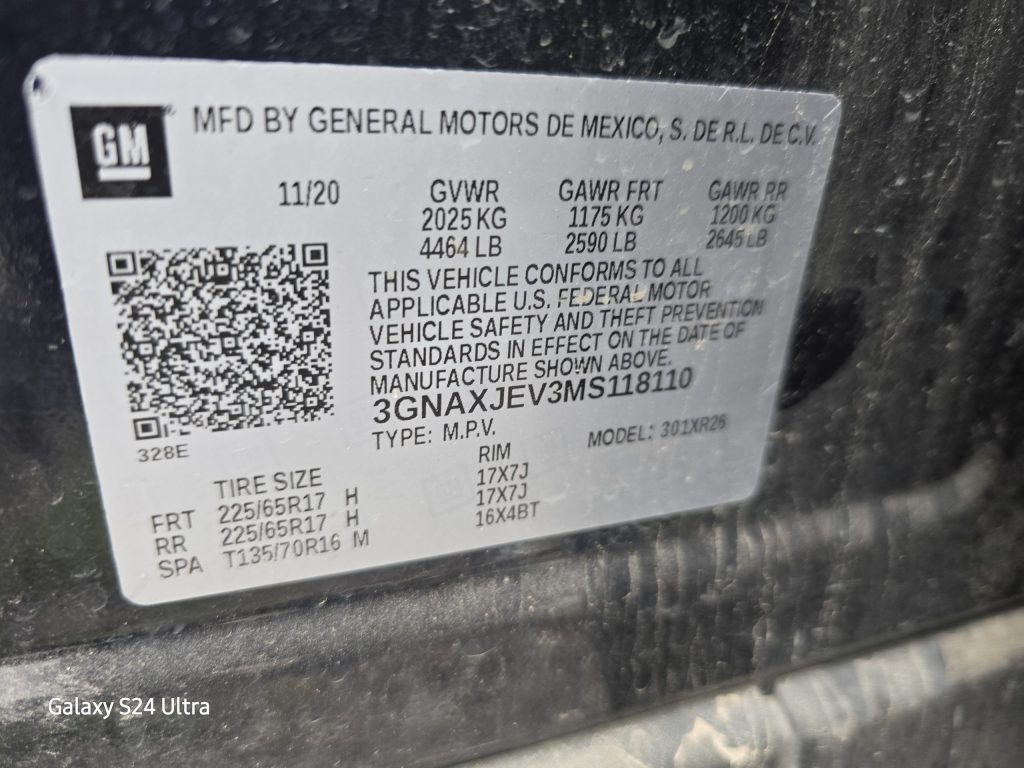 GM ® MFD BY GENERAL MOTORS DE MEXICO, S. DE R.L. DE C.V.
11/20 GVWR GAWR FRT GAWR RR
2025 KG 1175 KG 1200 KG
4464 LB 2590 LB 2645 LB
THIS VEHICLE CONFORMS TO ALL
APPLICABLE U.S. FEDERAL MOTOR
VEHICLE SAFETY AND THEFT PREVENTION
STANDARDS IN EFFECT ON THE DATE OF
MANUFACTURE SHOWN ABOVE.
3GNAXJEV3MS118110
TYPE: M.P.V. MODEL: 301XR26
328E
TIRE SIZE RIM
FRT 225/65R17 H 17X7J
RR 225/65R17 H 17X7J
SPA T135/70R16 M 16X4BT
Galaxy S24 Ultra